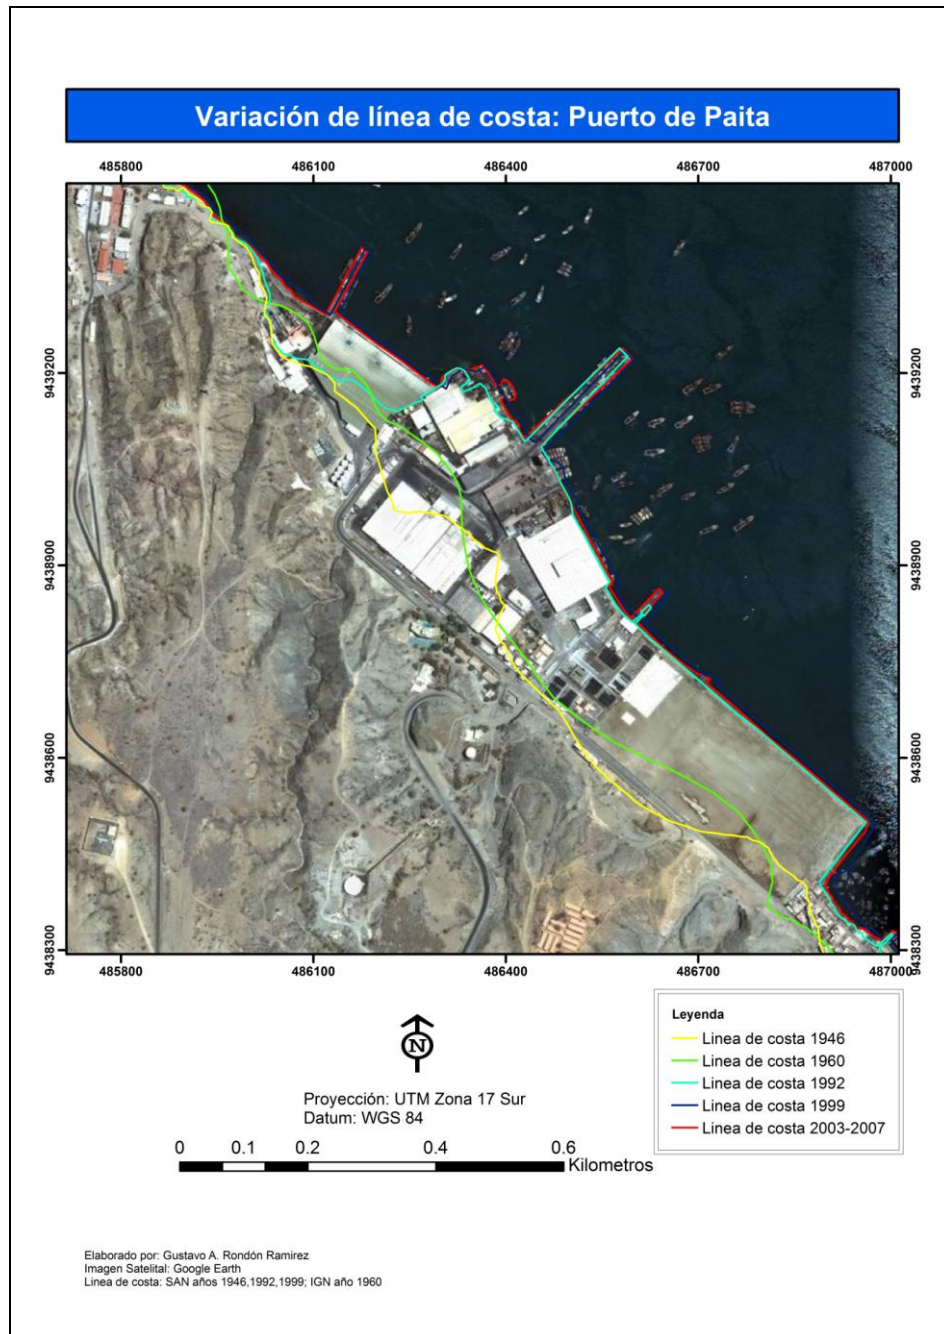 Variación de línea de costa: Puerto de Paita
485800 486100 486400 486700 487000
9439200 9439200
9438900 9438900
9438600 9438600
9438300 9438300
485800 486100 486400 486700 487000
N
Proyección: UTM Zona 17 Sur
Datum: WGS 84
0 0.1 0.2 0.4 0.6
Kilometros
Leyenda
Linea de costa 1946
Linea de costa 1960
Linea de costa 1992
Linea de costa 1999
Linea de costa 2003-2007
Elaborado por: Gustavo A. Rondón Ramirez
Imagen Satelital: Google Earth
Linea de costa: SAN años 1946,1992,1999; IGN año 1960